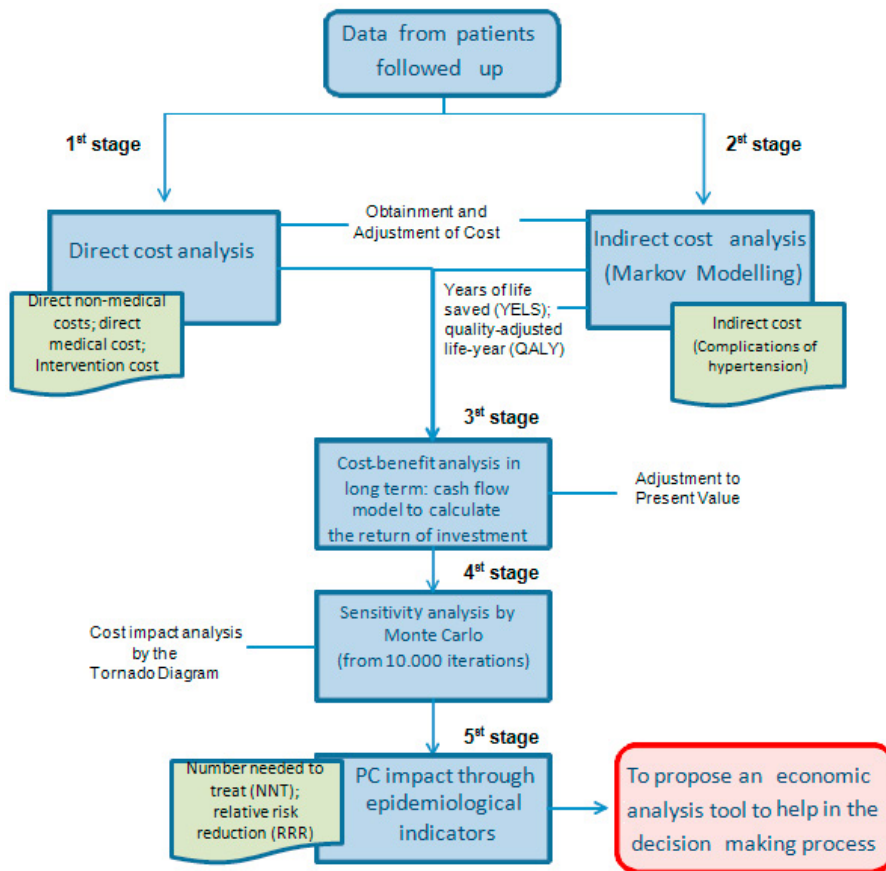 Data from patients
followed up
1st stage
2st stage
Direct cost analysis
Obtainment and
Adjustment of Cost
Indirect cost analysis
(Markov Modelling)
Direct non-medical
costs; direct
medical cost;
Intervention cost
Years of life
saved (YELS);
quality-adjusted
life-year (QALY)
Indirect cost
(Complications of
hypertension)
3st stage
Cost-benefit analysis in
long term: cash flow
model to calculate
the return of investment
Adjustment to
Present Value
4st stage
Sensitivity analysis by
Monte Carlo
(from 10.000 iterations)
Cost impact analysis
by the
Tornado Diagram
5st stage
Number needed to
treat (NNT);
relative risk
reduction (RRR)
PC impact through
epidemiological
indicators
To propose an economic
analysis tool to help in the
decision making process